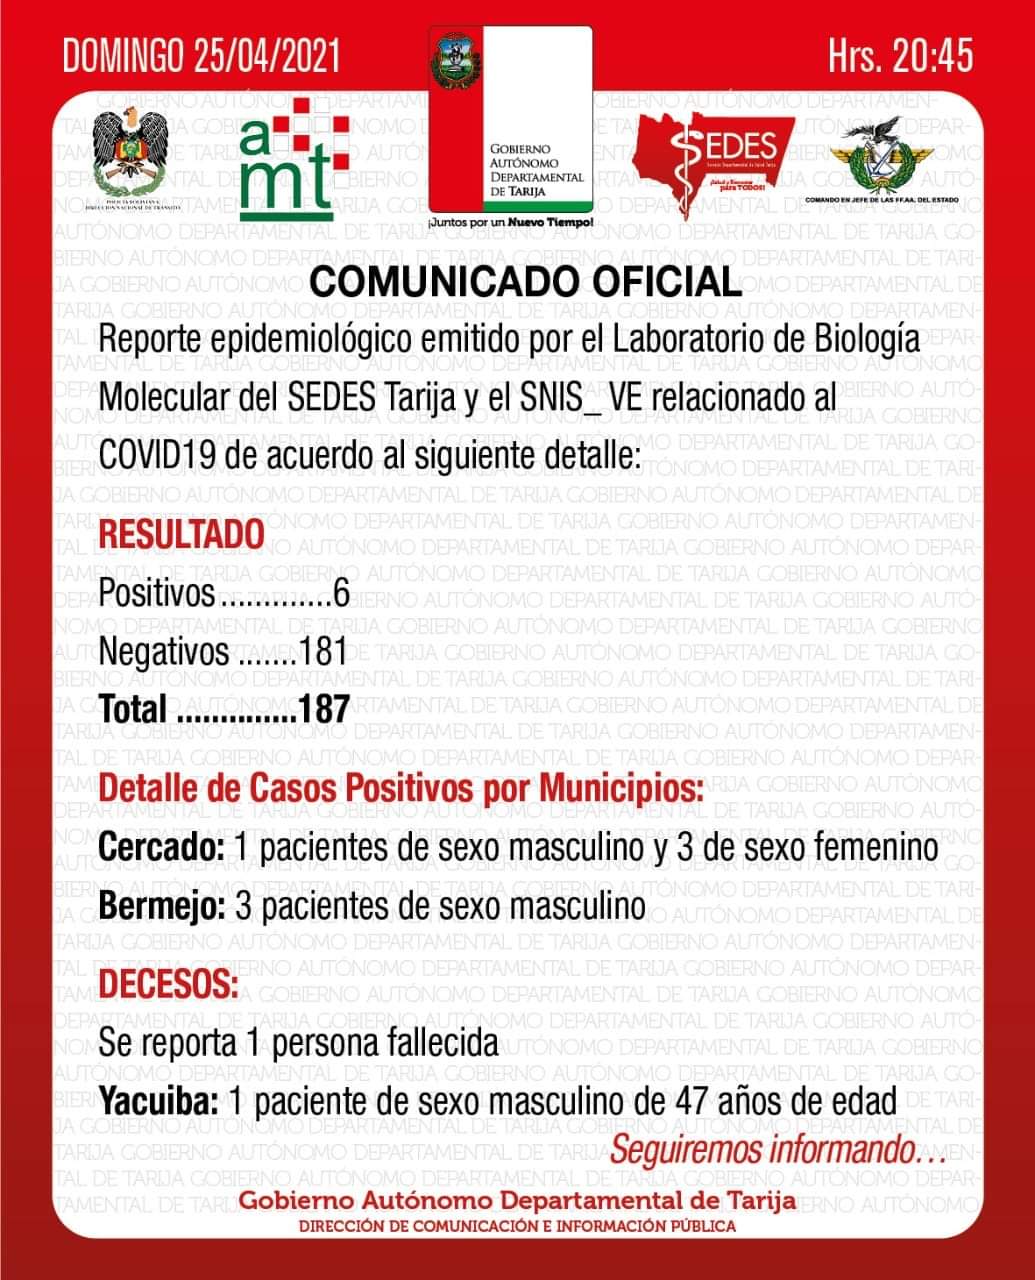 DOMINGO 25/04/2021
Hrs. 20:45
POLICÍA BOLIVIANA
DIRECCIÓN NACIONAL DE TRANSITO
amt
GOBIERNO
AUTÓNOMO
DEPARTAMENTAL
DE TARIJA
¡Juntos por un Nuevo Tiempo!
SEDES
Servicio Departamental de Salud Tarija
¡Salud y Bienestar
para TODOS!
COMANDO EN JEFE DE LAS FF.AA. DEL ESTADO
COMUNICADO OFICIAL
Reporte epidemiológico emitido por el Laboratorio de Biología
Molecular del SEDES Tarija y el SNIS_ VE relacionado al
COVID19 de acuerdo al siguiente detalle:
RESULTADO
Positivos.............6
Negativos .......181
Total ..............187
Detalle de Casos Positivos por Municipios:
Cercado: 1 pacientes de sexo masculino y 3 de sexo femenino
Bermejo: 3 pacientes de sexo masculino
DECESOS:
Se reporta 1 persona fallecida
Yacuiba: 1 paciente de sexo masculino de 47 años de edad
Seguiremos informando...
Gobierno Autónomo Departamental de Tarija
DIRECCIÓN DE COMUNICACIÓN E INFORMACIÓN PÚBLICA